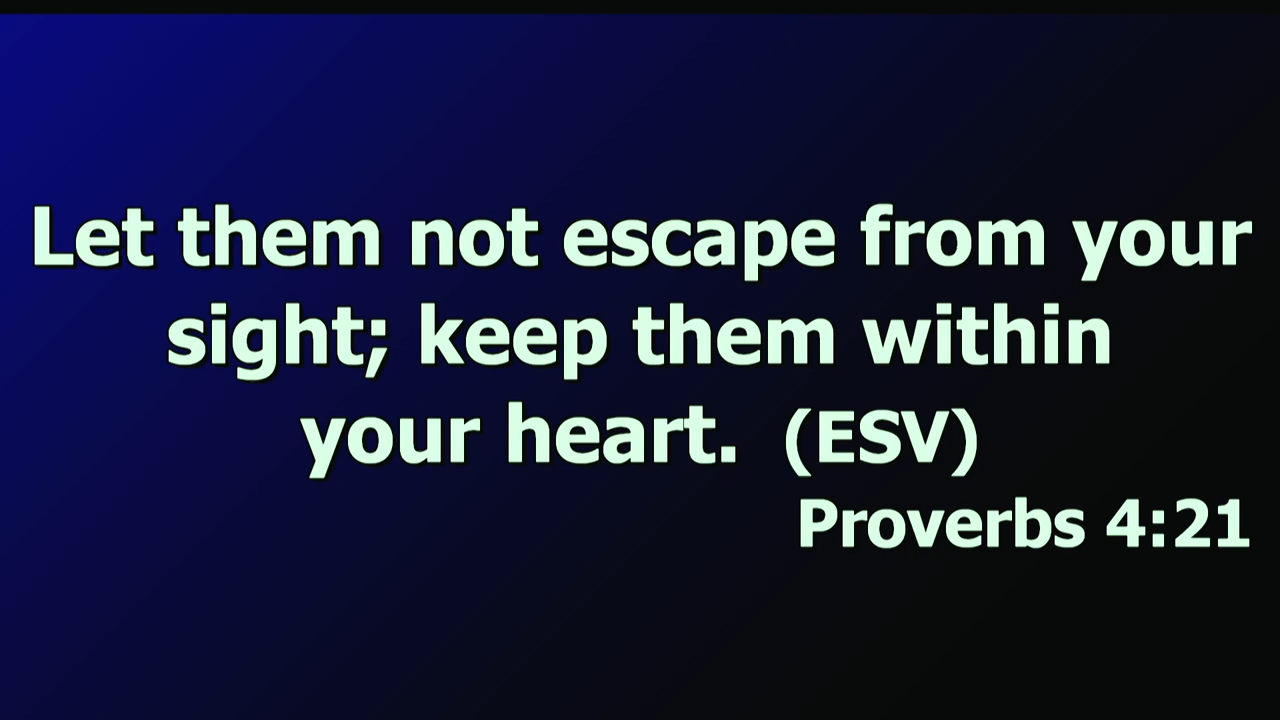 Let them not escape from your
sight; keep them within
your heart. (ESV)
Proverbs 4:21